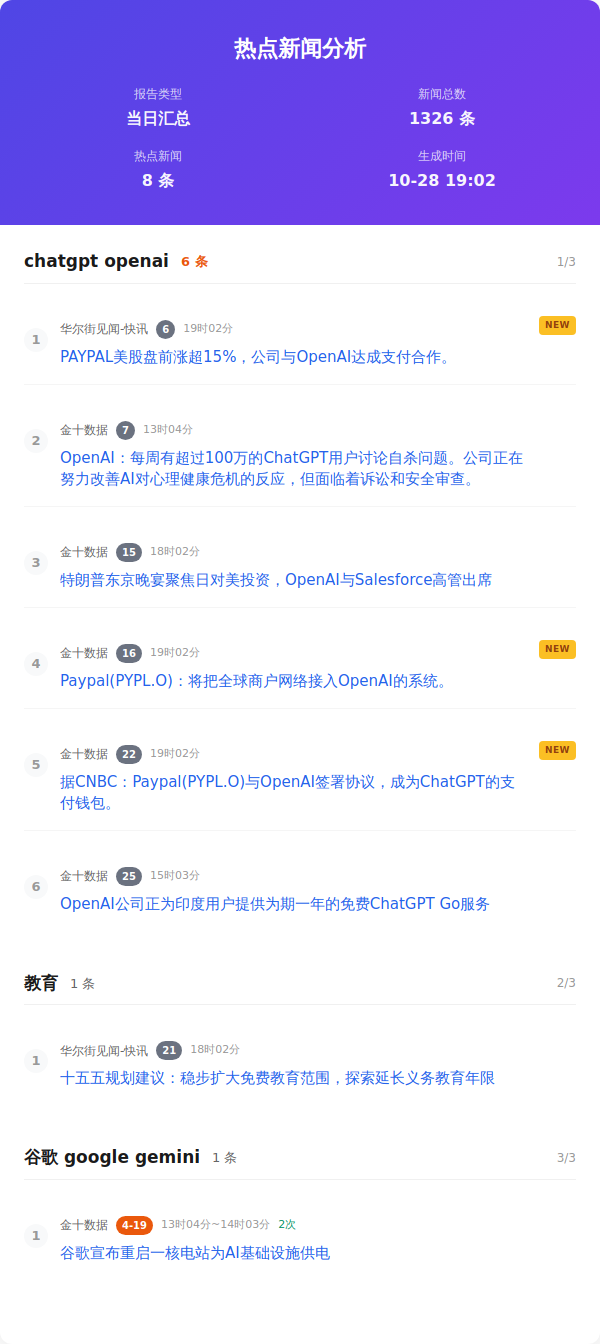 热点新闻分析
报告类型
新闻总数
当日汇总
1326 条
热点新闻
生成时间
8 条
10-28 19:02
chatgpt openai 6 条 1/3
1 华尔街见闻-快讯 6 19时02分 NEW
PAYPAL美股盘前涨超15%，公司与OpenAI达成支付合作。
2 金十数据 7 13时04分
OpenAI：每周有超过100万的ChatGPT用户讨论自杀问题。公司正在
努力改善AI对心理健康危机的反应，但面临着诉讼和安全审查。
3 金十数据 15 18时02分
特朗普东京晚宴聚焦日对美投资，OpenAI与Salesforce高管出席
4 金十数据 16 19时02分 NEW
Paypal(PYPL.O)：将把全球商户网络接入OpenAI的系统。
5 金十数据 22 19时02分 NEW
据CNBC：Paypal(PYPL.O)与OpenAI签署协议，成为ChatGPT的支
付钱包。
6 金十数据 25 15时03分
OpenAI公司正为印度用户提供为期一年的免费ChatGPT Go服务
教育 1 条 2/3
1 华尔街见闻-快讯 21 18时02分
十五五规划建议：稳步扩大免费教育范围，探索延长义务教育年限
谷歌 google gemini 1 条 3/3
1 金十数据 4-19 13时04分~14时03分 2次
谷歌宣布重启一核电站为AI基础设施供电